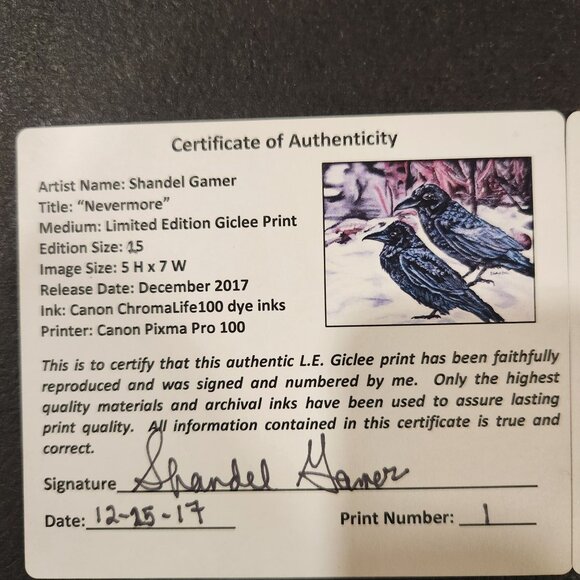 Certificate of Authenticity
Artist Name: Shandel Gamer
Title: “Nevermore”
Medium: Limited Edition Giclee Print
Edition Size: 15
Image Size: 5 H x 7 W
Release Date: December 2017
Ink: Canon ChromaLife100 dye inks
Printer: Canon Pixma Pro 100
This is to certify that this authentic L.E. Giclee print has been faithfully
reproduced and was signed and numbered by me. Only the highest
quality materials and archival inks have been used to assure lasting
print quality. All information contained in this certificate is true and
correct.
Signature Shandel Gamer
Date: 12-15-17 Print Number: 1